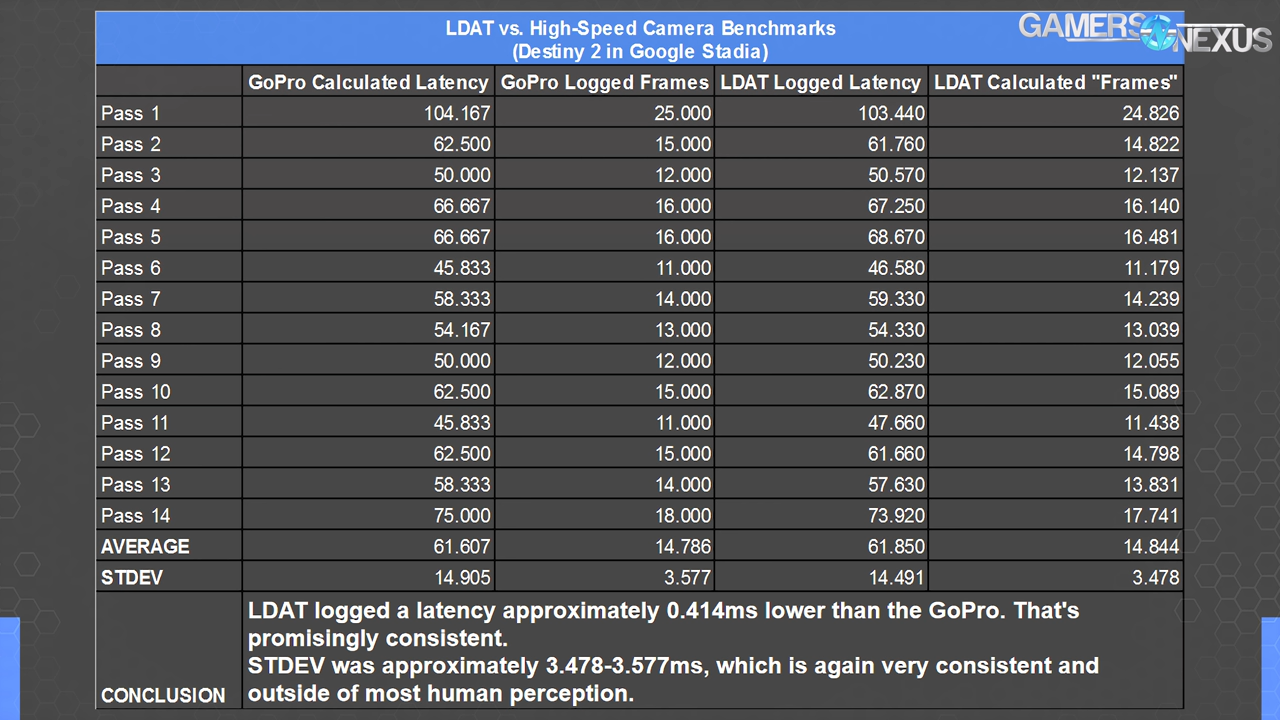 LDAT vs. High-Speed Camera Benchmarks
(Destiny 2 in Google Stadia)
GAMERS NEXUS
GoPro Calculated Latency GoPro Logged Frames LDAT Logged Latency LDAT Calculated "Frames"
Pass 1 104.167 25.000 103.440 24.826
Pass 2 62.500 15.000 61.760 14.822
Pass 3 50.000 12.000 50.570 12.137
Pass 4 66.667 16.000 67.250 16.140
Pass 5 66.667 16.000 68.670 16.481
Pass 6 45.833 11.000 46.580 11.179
Pass 7 58.333 14.000 59.330 14.239
Pass 8 54.167 13.000 54.330 13.039
Pass 9 50.000 12.000 50.230 12.055
Pass 10 62.500 15.000 62.870 15.089
Pass 11 45.833 11.000 47.660 11.438
Pass 12 62.500 15.000 61.660 14.798
Pass 13 58.333 14.000 57.630 13.831
Pass 14 75.000 18.000 73.920 17.741
AVERAGE 61.607 14.786 61.850 14.844
STDEV 14.905 3.577 14.491 3.478
LDAT logged a latency approximately 0.414ms lower than the GoPro. That's
promisingly consistent.
STDEV was approximately 3.478-3.577ms, which is again very consistent and
CONCLUSION outside of most human perception.